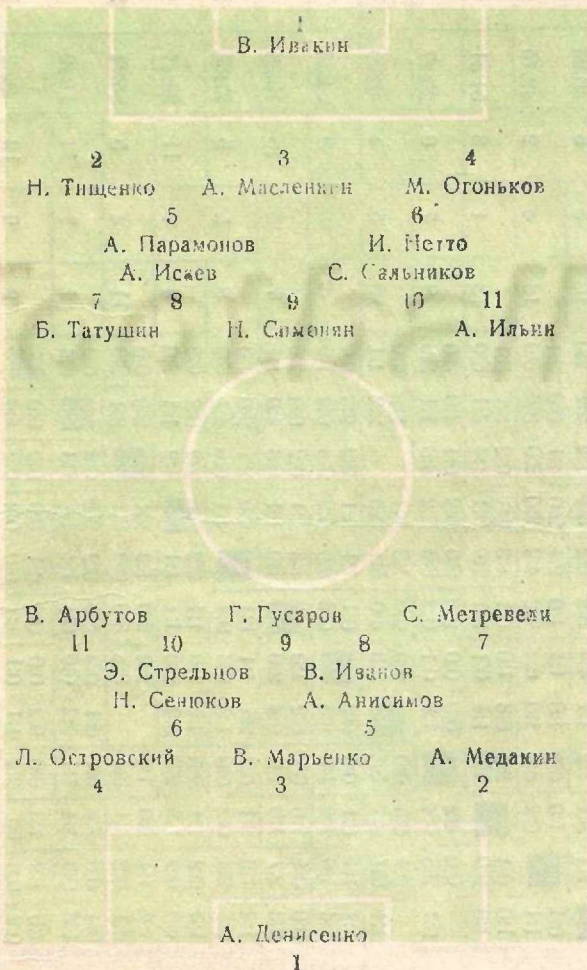 1
В. Ивакин
2 3 4
Н. Тищенко А. Масленкин М. Огоньков
5 6
А. Парамонов И. Нетто
А. Исаев С. Сальников
7 8 9 10 11
Б. Татушин Н. Симонян А. Ильин
В. Арбутов Г. Гусаров С. Метревели
11 10 9 8 7
Э. Стрельцов В. Иванов
Н. Сенюков А. Анисимов
6 5
Л. Островский В. Марьенко А. Медакин
4 3 2
А. Денисенко
1